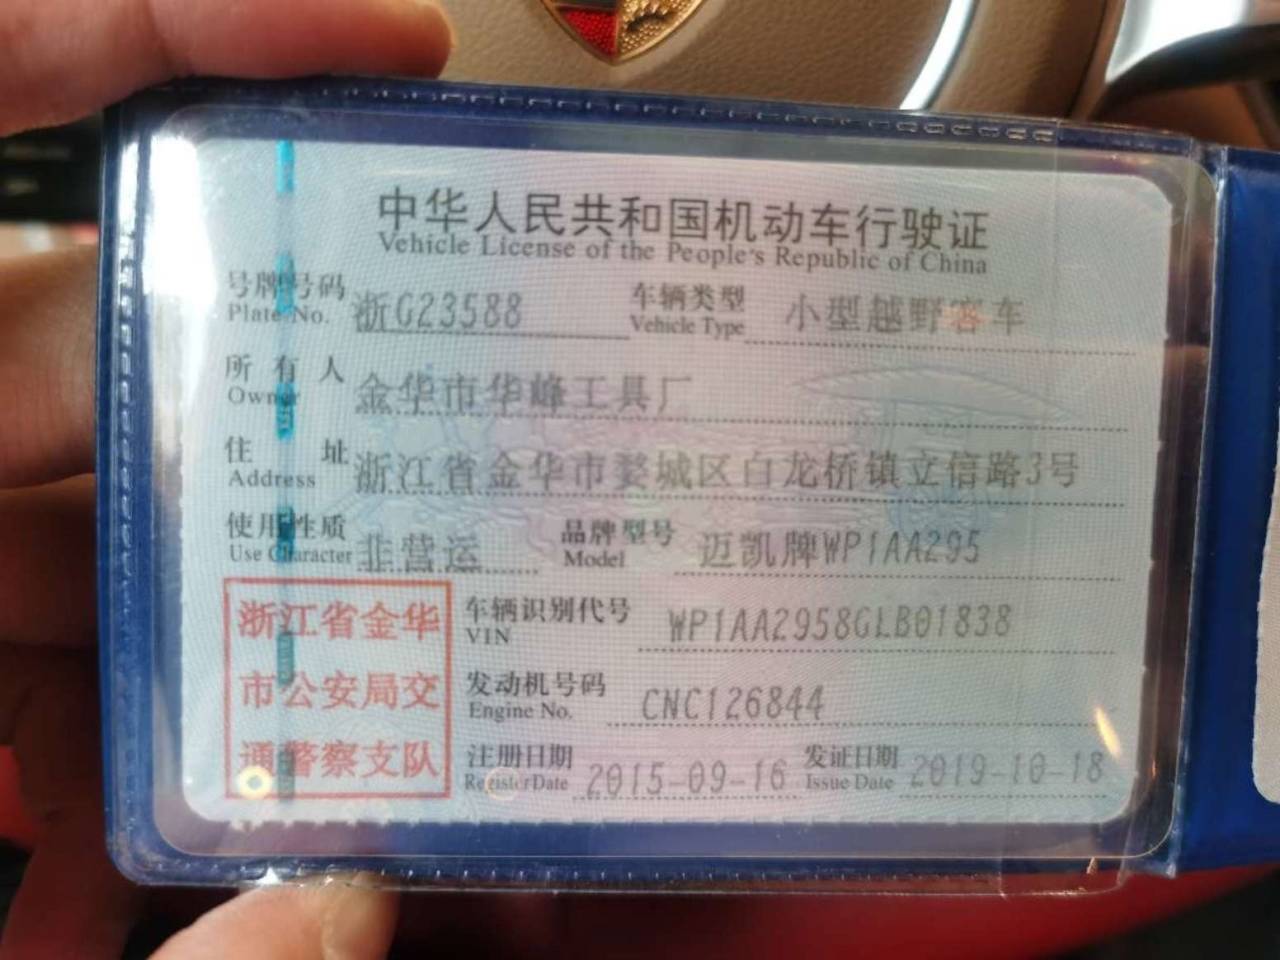 中华人民共和国机动车行驶证
Vehicle License of the People's Republic of China
号牌号码 浙G23588 车辆类型 小型越野客车
Plate No. Vehicle Type
所有人 金华市华峰工具厂
Owner
住址 浙江省金华市婺城区白龙桥镇立信路3号
Address
使用性质 非营运 品牌型号 迈凯牌WP1AA295
Use Character Model
浙江省金华
市公安局交
通警察支队
车辆识别代号 WP1AA2958GLB01838
VIN
发动机号码 CNC126844
Engine No.
注册日期 2015-09-16 发证日期 2019-10-18
Register Date Issue Date